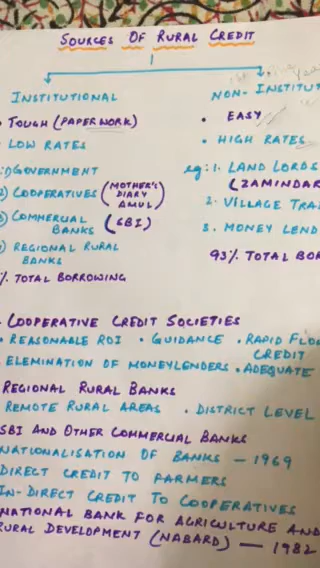 SOURCES OF RURAL CREDIT
INSTITUTIONAL
NON- INSTITUT
• TOUGH (PAPERWORK)
• EASY
• LOW RATES
• HIGH RATES
:1) GOVERNMENT
eg: 1. LAND LORDS
(ZAMINDAR
2) COOPERATIVES (MOTHER'S DIARY AMUL)
2. VILLAGE TRA
3) COMMERCIAL BANKS (SBI)
3. MONEY LEND
) REGIONAL RURAL BANKS
93% TOTAL BOR
% TOTAL BORROWING
. COOPERATIVE CREDIT SOCIETIES
• REASONABLE ROI • GUIDANCE • RAPID FLO
CREDIT
ELEMINATION OF MONEYLENDERS • ADEQUATE
REGIONAL RURAL BANKS
REMOTE RURAL AREAS . DISTRICT LEVEL
SBI AND OTHER COMMERCIAL BANKS
NATIONALISATION OF BANKS — 1969
DIRECT CREDIT TO FARMERS
IN-DIRECT CREDIT TO COOPERATIVES
NATIONAL BANK FOR AGRICULTURE AND
RURAL DEVELOPMENT (NABARD) — 1982